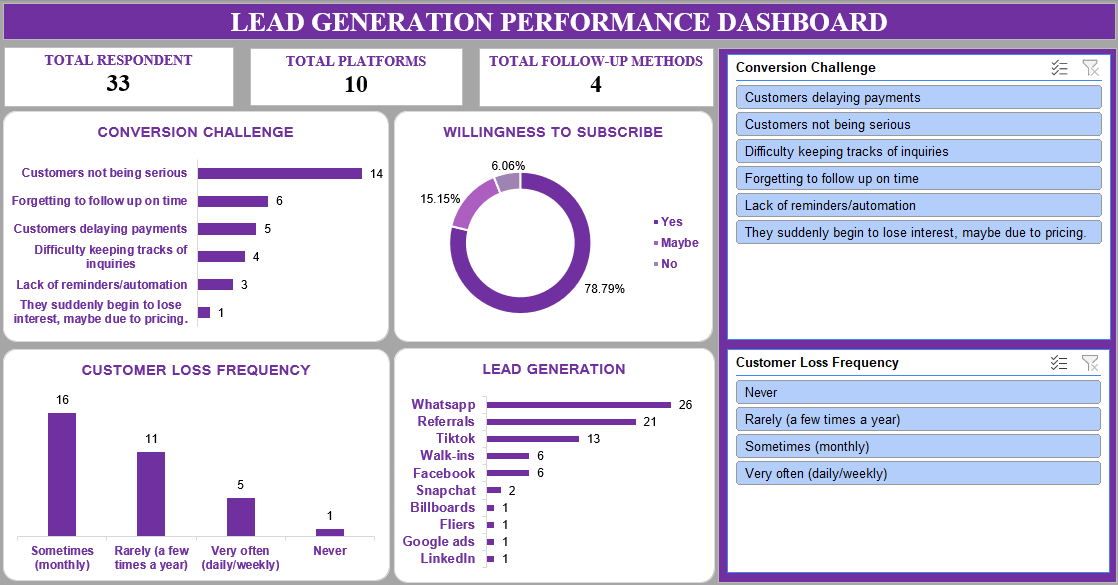 LEAD GENERATION PERFORMANCE DASHBOARD
TOTAL RESPONDENT
33
TOTAL PLATFORMS
10
TOTAL FOLLOW-UP METHODS
4
CONVERSION CHALLENGE
Customers not being serious 14
Forgetting to follow up on time 6
Customers delaying payments 5
Difficulty keeping tracks of
inquiries 4
Lack of reminders/automation 3
They suddenly begin to lose
interest, maybe due to pricing. 1
WILLINGNESS TO SUBSCRIBE
6.06%
15.15%
78.79%
Yes
Maybe
No
CUSTOMER LOSS FREQUENCY
16
11
5
1
Sometimes
(monthly)
Rarely (a few
times a year)
Very often
(daily/weekly)
Never
LEAD GENERATION
Whatsapp 26
Referrals 21
Tiktok 13
Walk-ins 6
Facebook 6
Snapchat 2
Billboards 1
Fliers 1
Google ads 1
LinkedIn 1
Conversion Challenge
Customers delaying payments
Customers not being serious
Difficulty keeping tracks of inquiries
Forgetting to follow up on time
Lack of reminders/automation
They suddenly begin to lose interest, maybe due to pricing.
Customer Loss Frequency
Never
Rarely (a few times a year)
Sometimes (monthly)
Very often (daily/weekly)